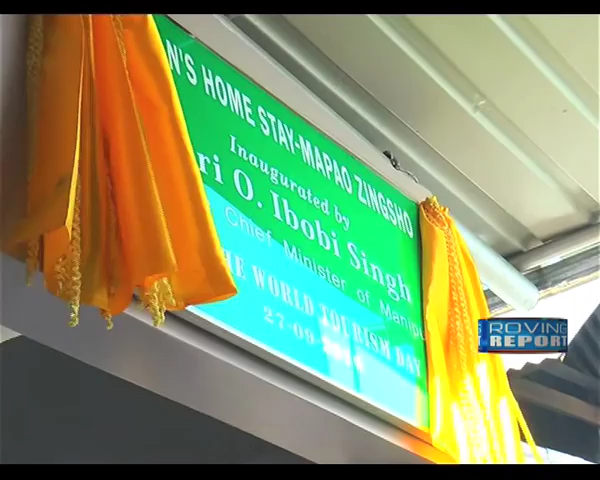 N'S HOME STAY-MAPAO ZINGSHO
Inaugurated by
ri O. Ibobi Singh
Chief Minister of Manipu
HE WORLD TOURISM DAY
27-09
ROVING
REPORT